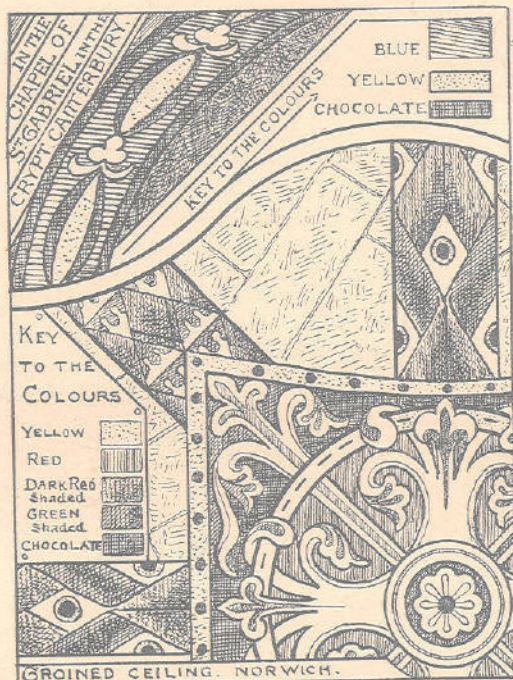 IN THE
CHAPEL OF
ST GABRIEL, IN THE
CRYPT, CANTERBURY.
KEY TO THE COLOURS
BLUE
YELLOW
CHOCOLATE
KEY
TO THE
COLOURS
YELLOW
RED
DARK RED
Shaded
GREEN
Shaded
CHOCOLATE
GROINED CEILING. NORWICH.